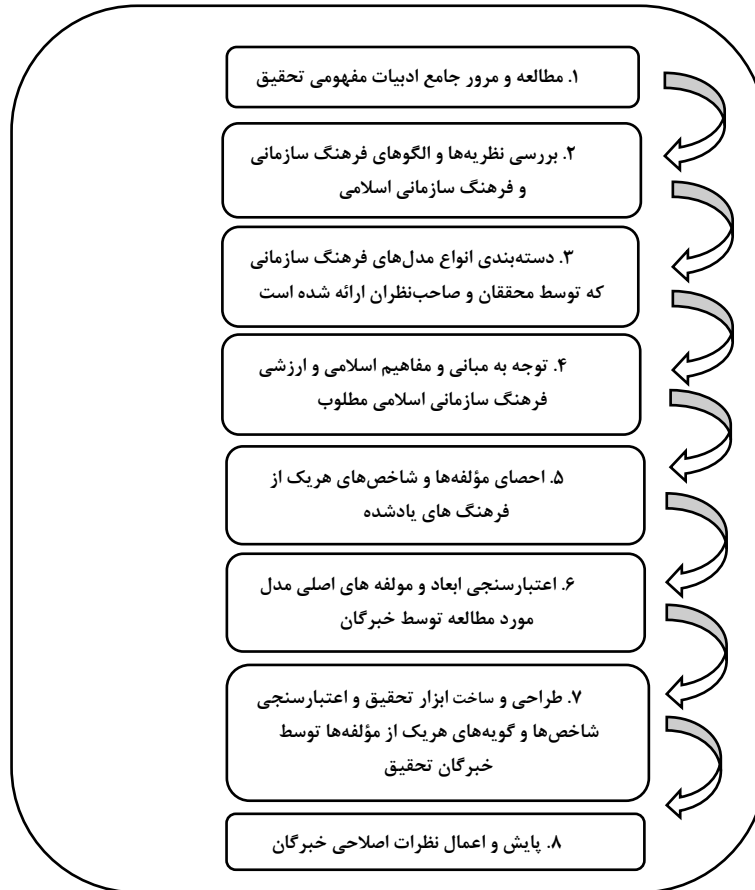 ۱. مطالعه و مرور جامع ادبیات مفهومی تحقیق
۲. بررسی نظریه‌ها و الگوهای فرهنگ سازمانی
و فرهنگ سازمانی اسلامی
۳. دسته‌بندی انواع مدل‌های فرهنگ سازمانی
که توسط محققان و صاحب‌نظران ارائه شده است
۴. توجه به مبانی و مفاهیم اسلامی و ارزشی
فرهنگ سازمانی اسلامی مطلوب
۵. احصای مؤلفه‌ها و شاخص‌های هریک از
فرهنگ های یادشده
۶. اعتبارسنجی ابعاد و مولفه های اصلی مدل
مورد مطالعه توسط خبرگان
۷. طراحی و ساخت ابزار تحقیق و اعتبارسنجی
شاخص‌ها و گویه‌های هریک از مؤلفه‌ها توسط
خبرگان تحقیق
۸. پایش و اعمال نظرات اصلاحی خبرگان